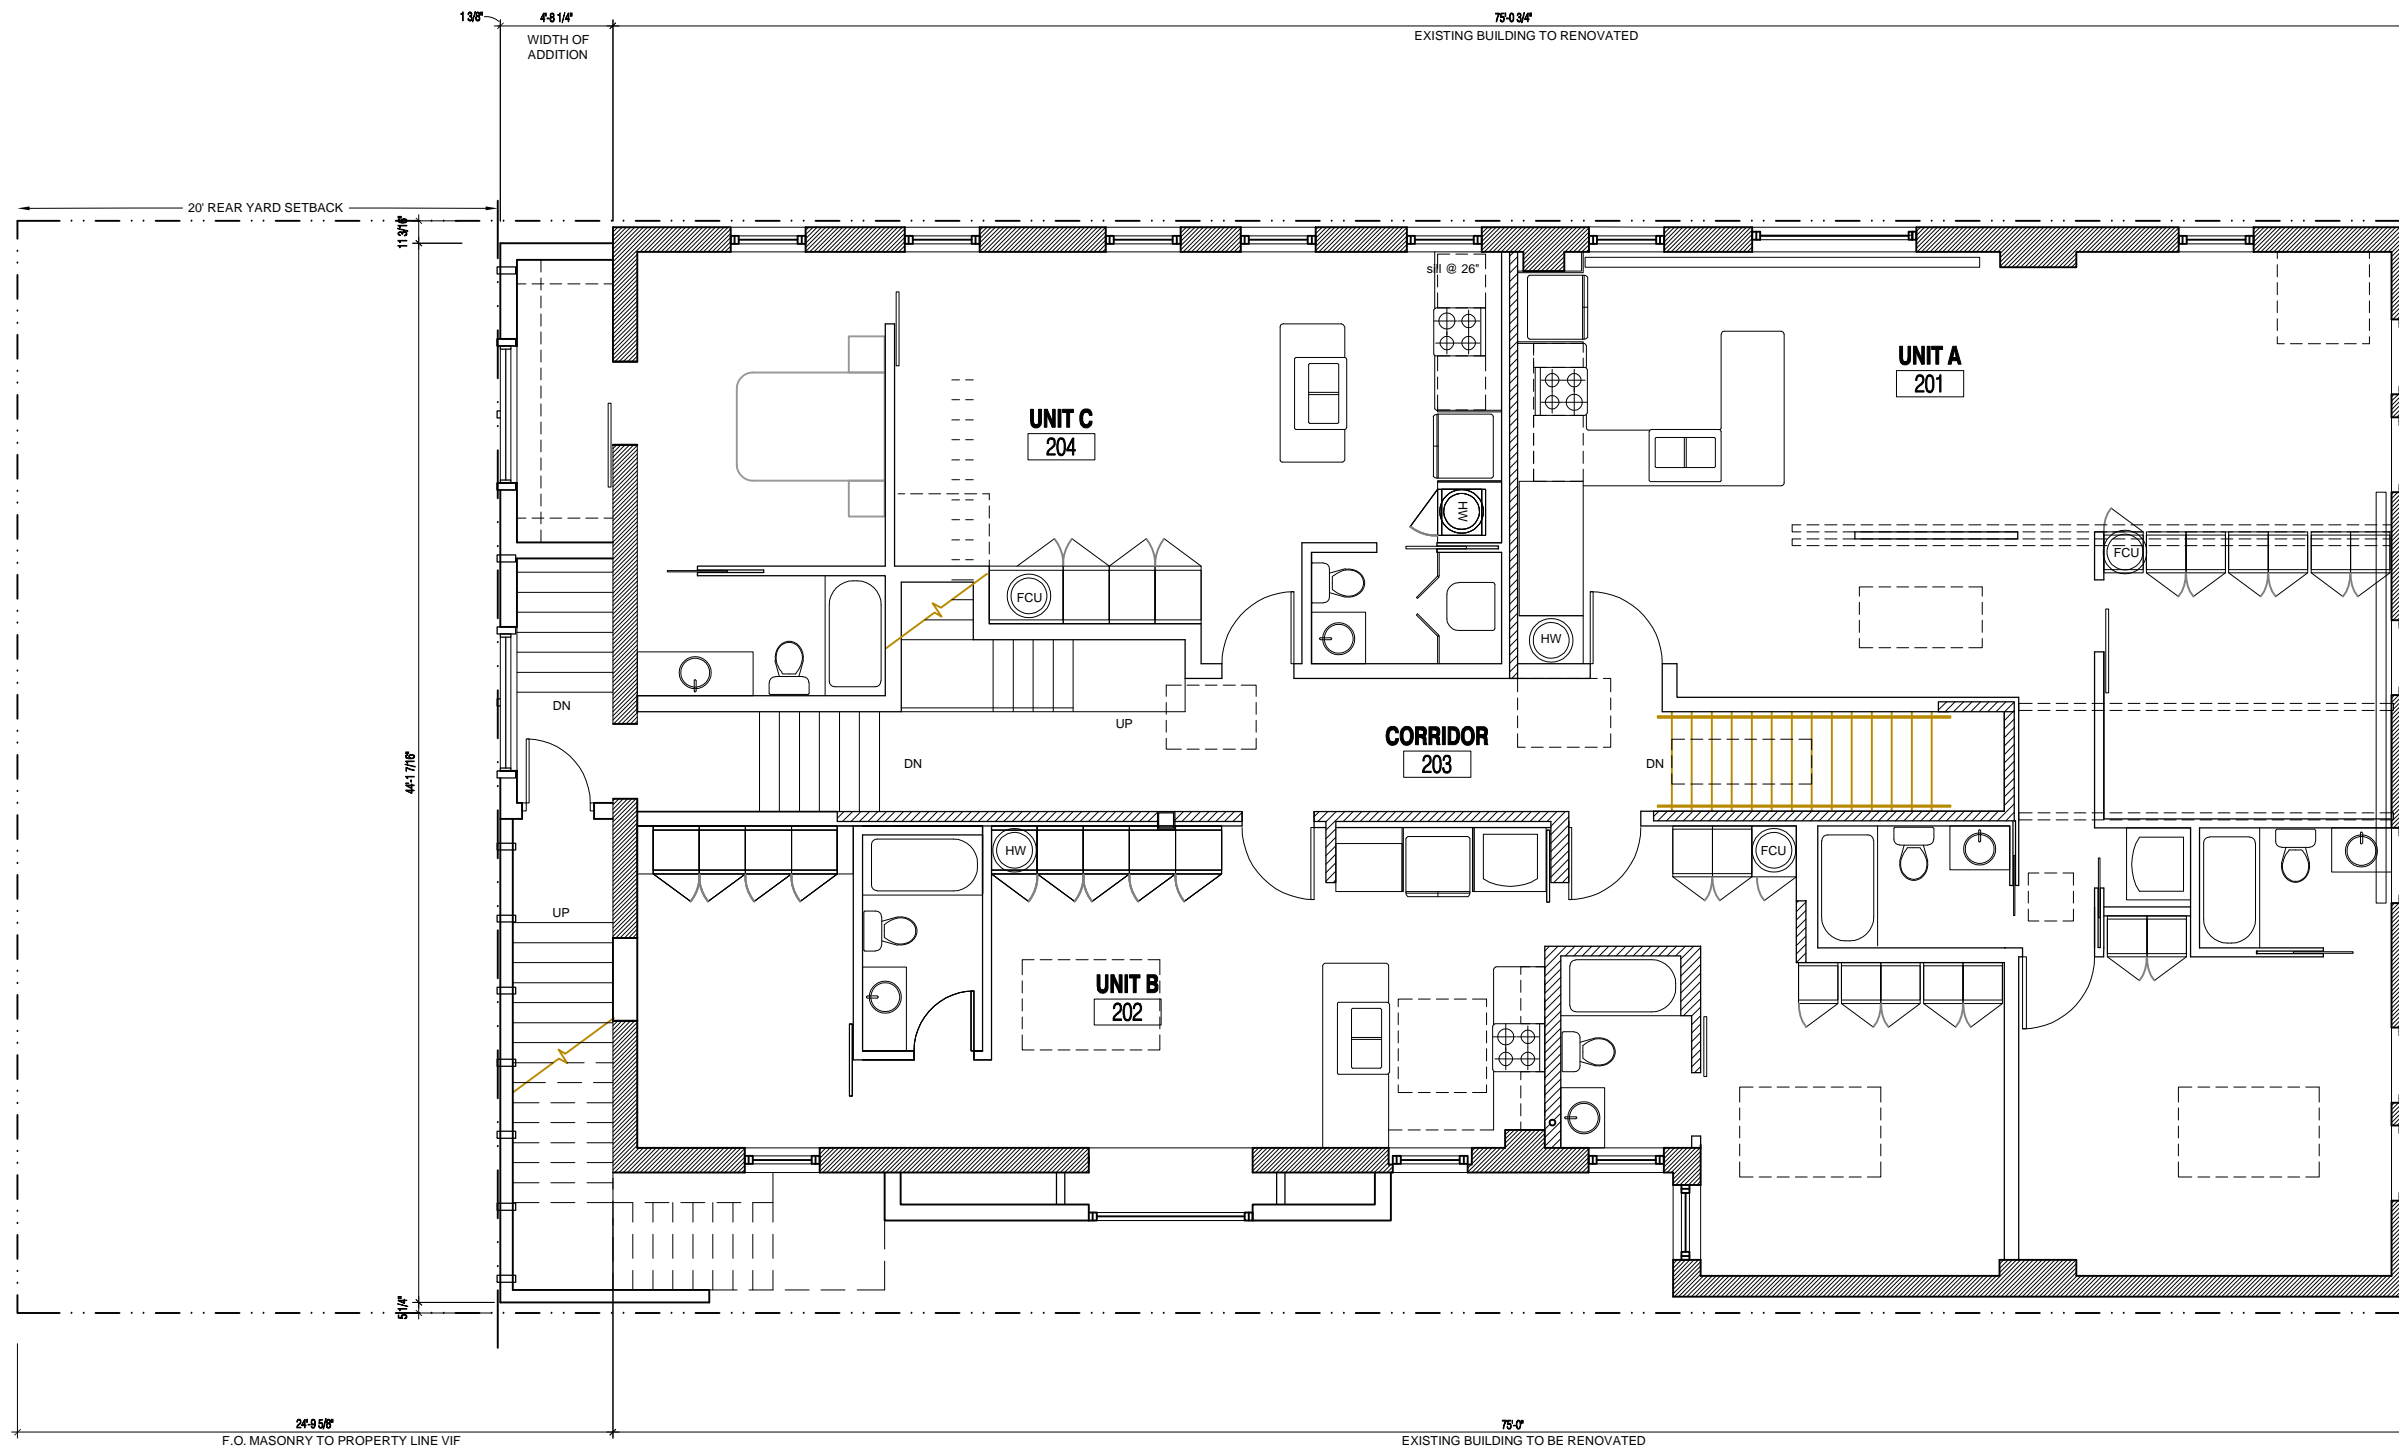 1 3/8"
4'-8 1/4"
75'-0 3/4"
WIDTH OF
ADDITION
EXISTING BUILDING TO RENOVATED
20' REAR YARD SETBACK
11 3/16"
sill @ 26"
UNIT A
201
UNIT C
204
HW
FCU
FCU
HW
DN
UP
CORRIDOR
203
DN
DN
44'-1 7/16"
HW
FCU
UP
UNIT B
202
5 1/4"
24'-9 5/8"
F.O. MASONRY TO PROPERTY LINE VIF
75'-0"
EXISTING BUILDING TO BE RENOVATED